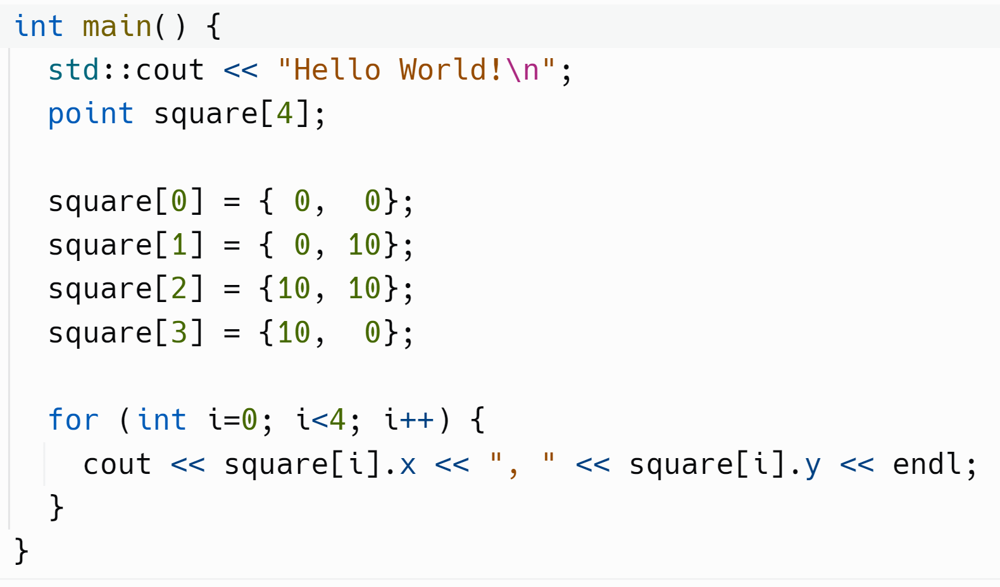 int main() {
  std::cout << "Hello World!\n";
  point square[4];

  square[0] = { 0,  0};
  square[1] = { 0, 10};
  square[2] = {10, 10};
  square[3] = {10,  0};

  for (int i=0; i<4; i++) {
    cout << square[i].x << ", " << square[i].y << endl;
  }
}